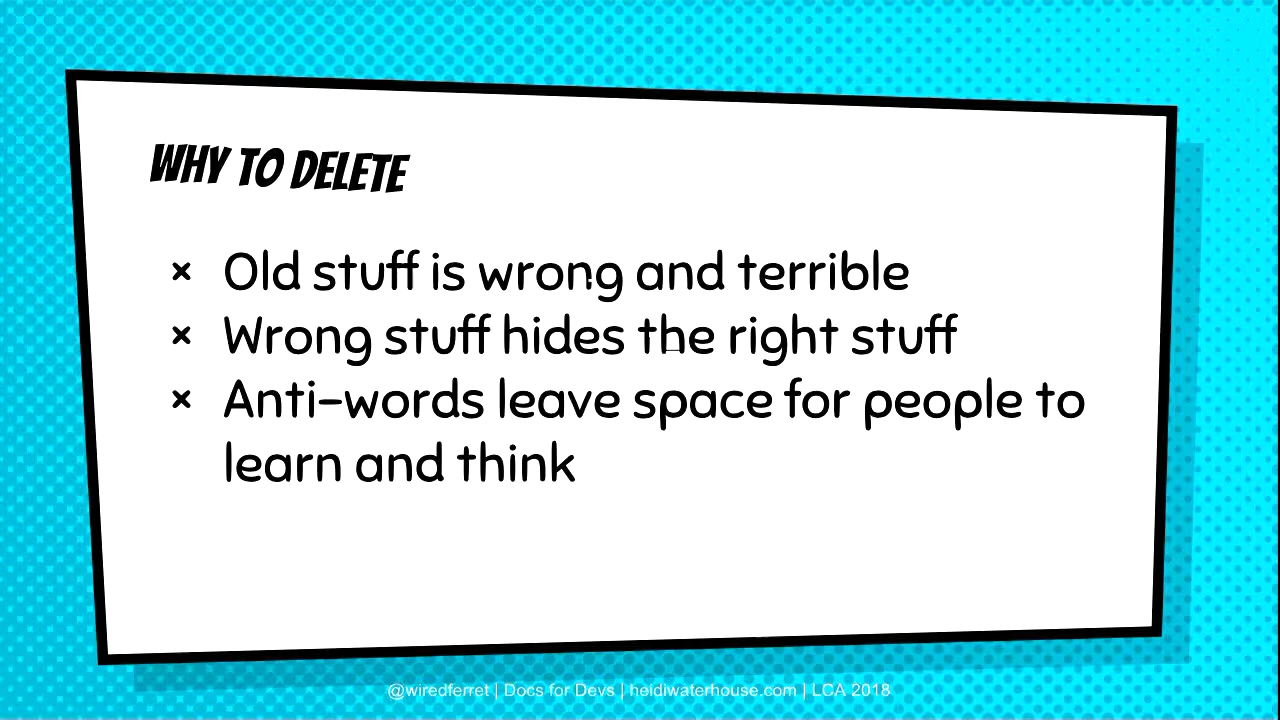 WHY TO DELETE
× Old stuff is wrong and terrible
× Wrong stuff hides the right stuff
× Anti-words leave space for people to
learn and think
@wiredferret | Docs for Devs | heidiwaterhouse.com | LCA 2018